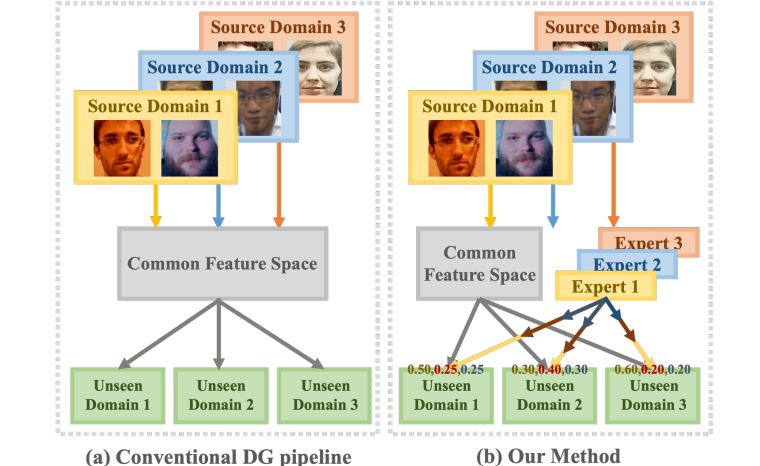 Source Domain 3
Source Domain 2
Source Domain 1
Common Feature Space
Unseen
Domain 1
Unseen
Domain 2
Unseen
Domain 3
(a) Conventional DG pipeline
Source Domain 3
Source Domain 2
Source Domain 1
Common
Feature Space
Expert 3
Expert 2
Expert 1
0.50,0.25,0.25
Unseen
Domain 1
0.30,0.40,0.30
Unseen
Domain 2
0.60,0.20,0.20
Unseen
Domain 3
(b) Our Method